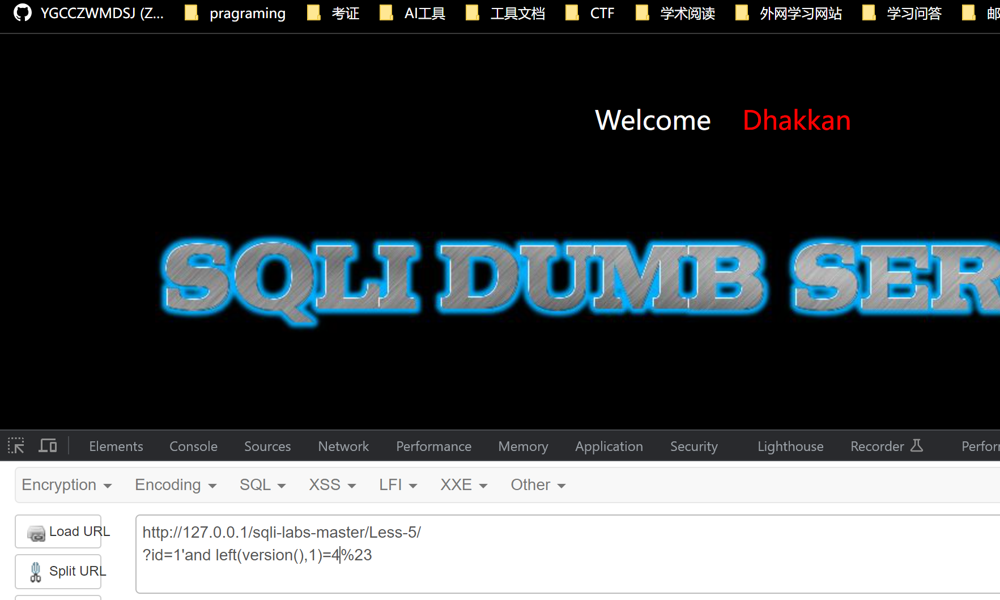 YGCCZWMDSJ (Z... pragraming 考证 AI工具 工具文档 CTF 学术阅读 外网学习网站 学习问答 邮
Welcome Dhakkan
SQLI DUMB SER
Elements Console Sources Network Performance Memory Application Security Lighthouse Recorder Perfor
Encryption Encoding SQL XSS LFI XXE Other
Load URL
http://127.0.0.1/sqli-labs-master/Less-5/
?id=1'and left(version(),1)=4%23
Split URL